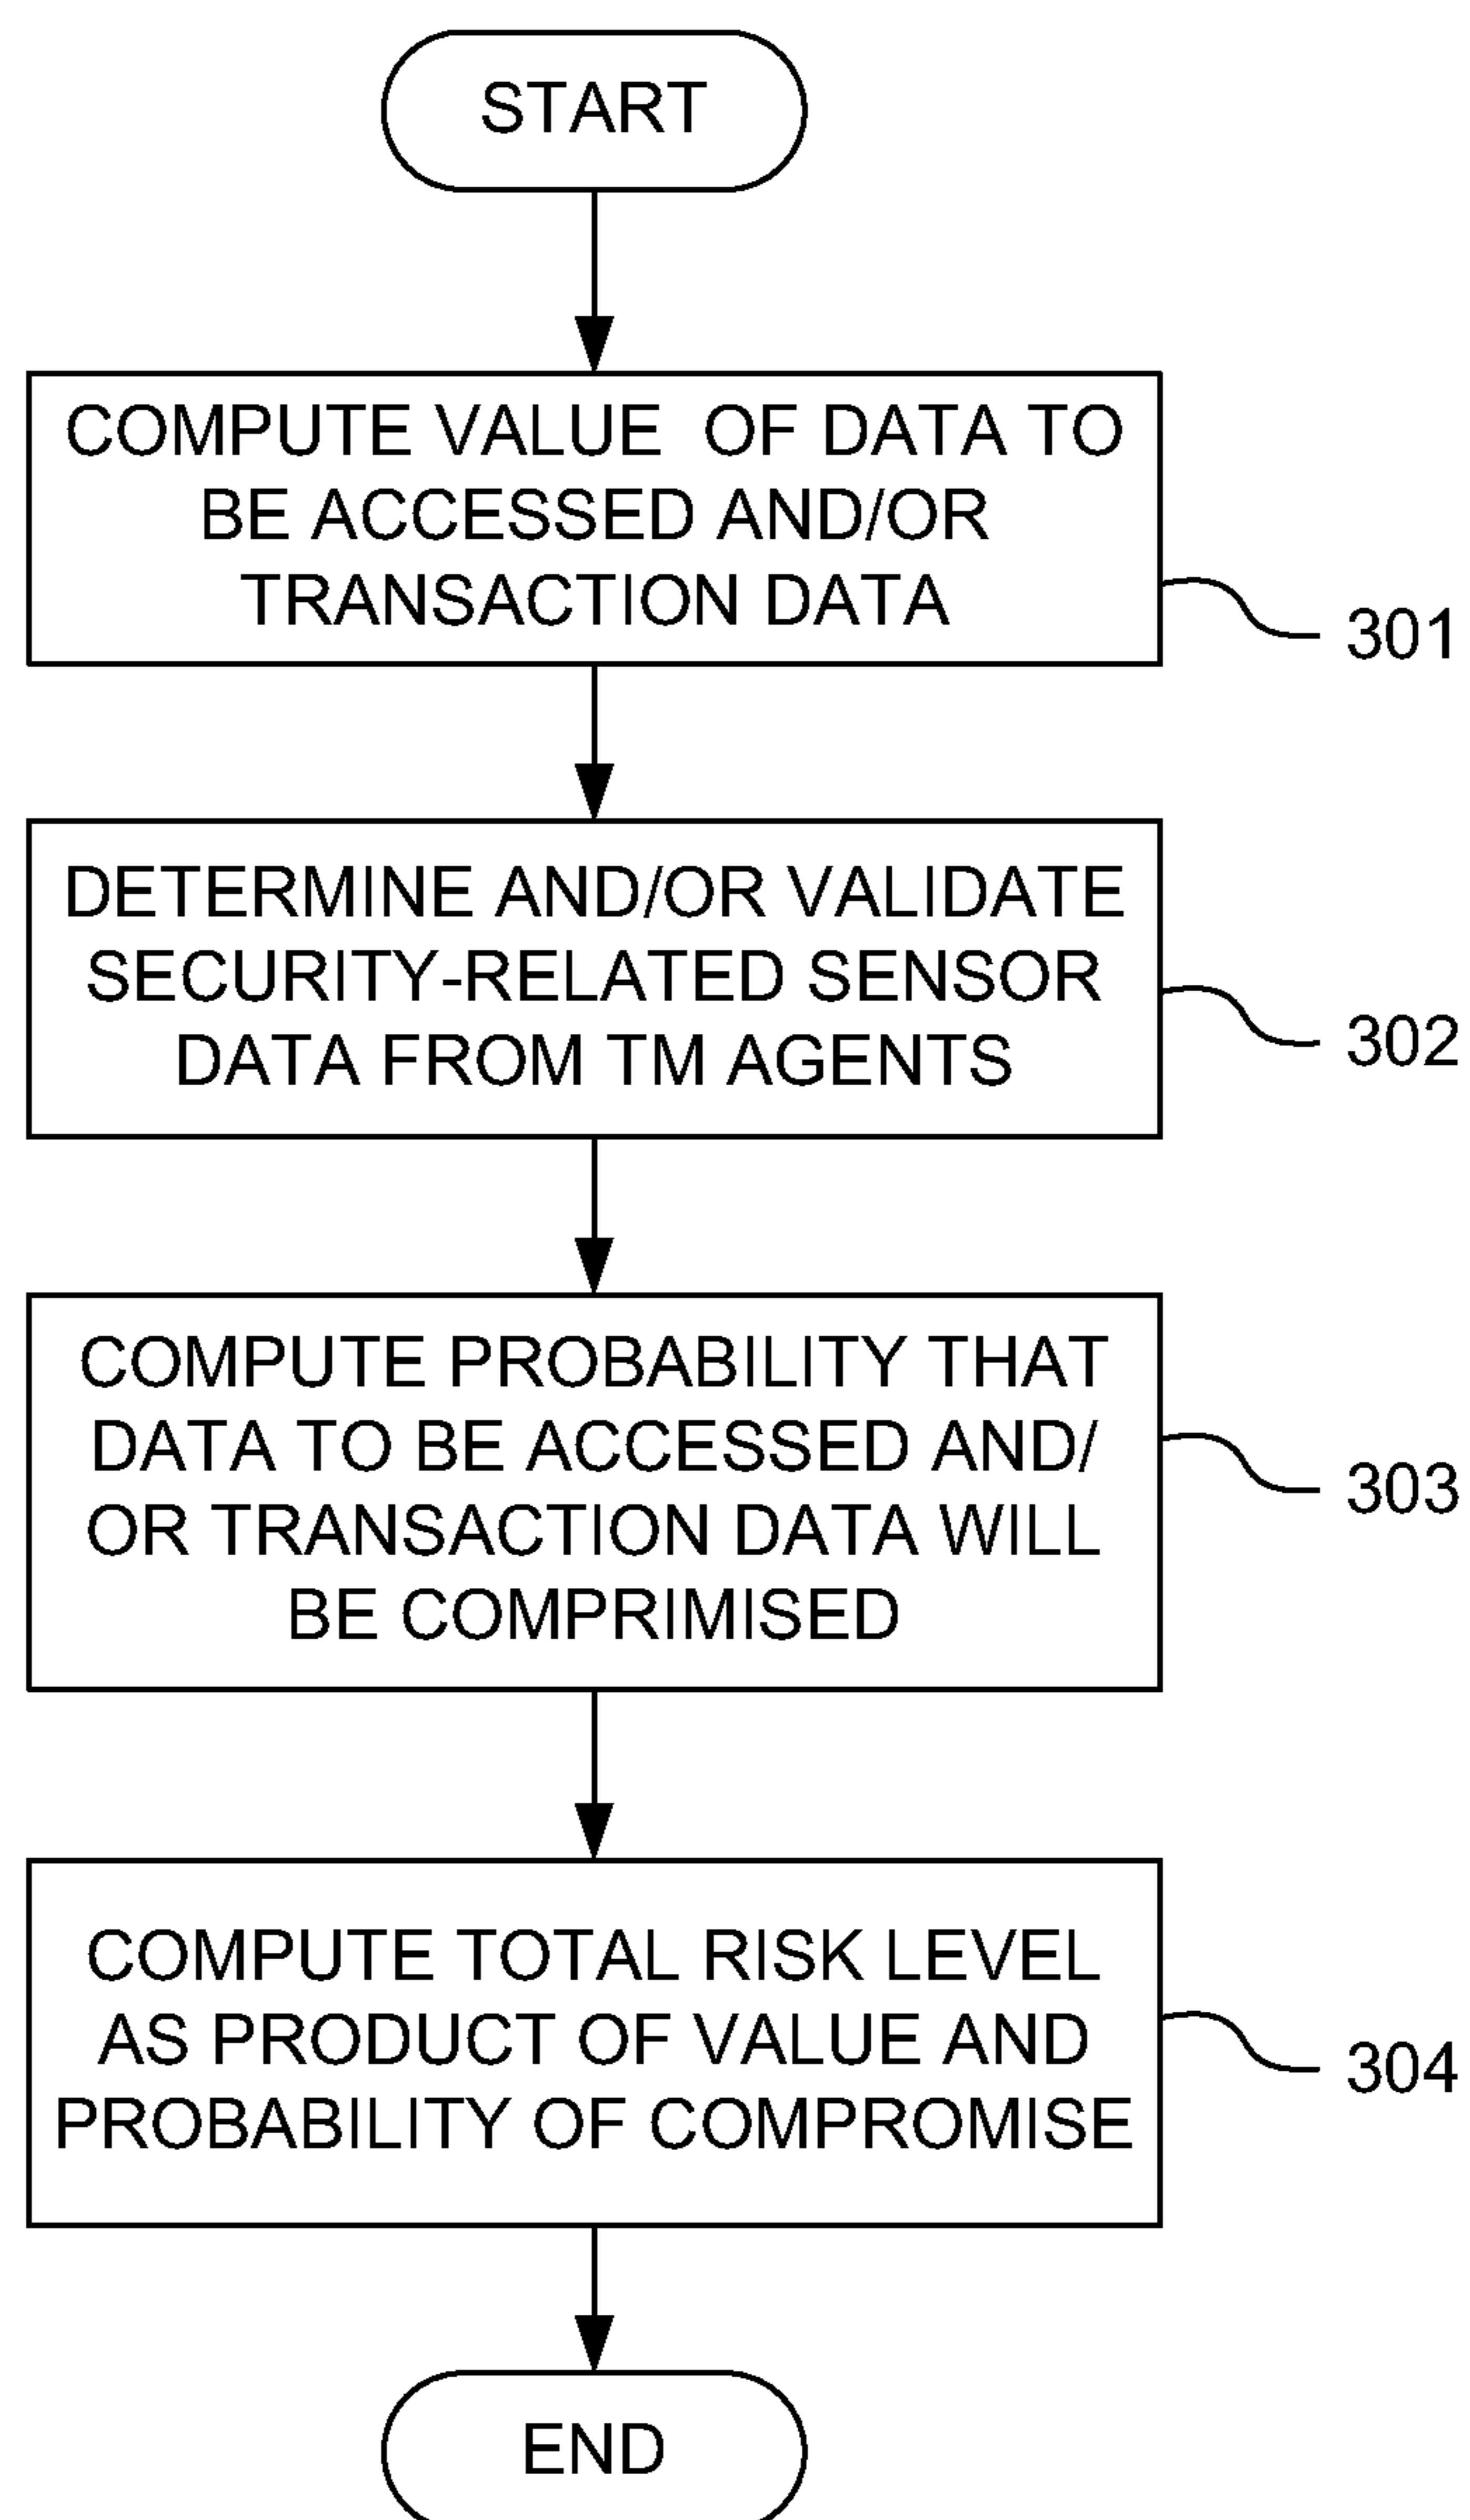 START
COMPUTE VALUE OF DATA TO
BE ACCESSED AND/OR
TRANSACTION DATA
301
DETERMINE AND/OR VALIDATE
SECURITY-RELATED SENSOR
DATA FROM TM AGENTS
302
COMPUTE PROBABILITY THAT
DATA TO BE ACCESSED AND/
OR TRANSACTION DATA WILL
BE COMPRIMISED
303
COMPUTE TOTAL RISK LEVEL
AS PRODUCT OF VALUE AND
PROBABILITY OF COMPROMISE
304
END